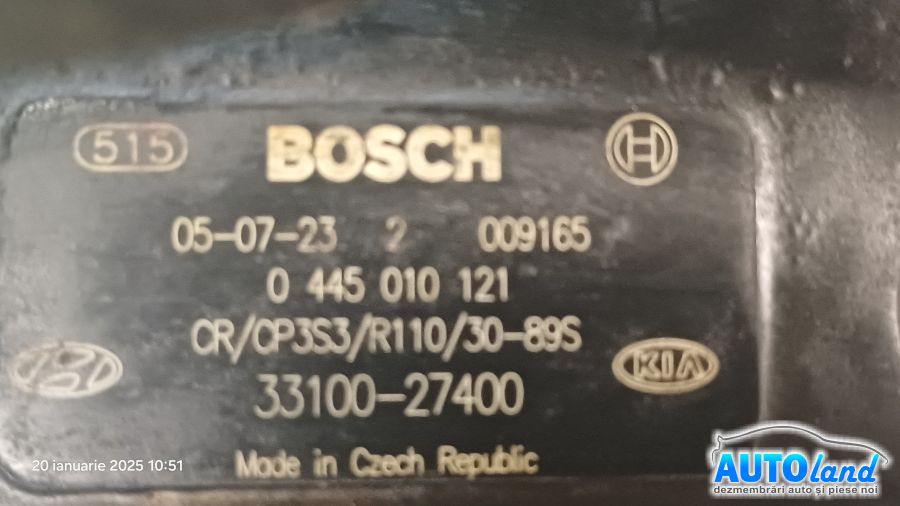 515 BOSCH
05-07-23 2 009165
0 445 010 121
CR/CP3S3/R110/30-89S
KIA
33100-27400
Made in Czech Republic
20 ianuarie 2025 10:51
AUTOland
dezmembrări auto și piese noi